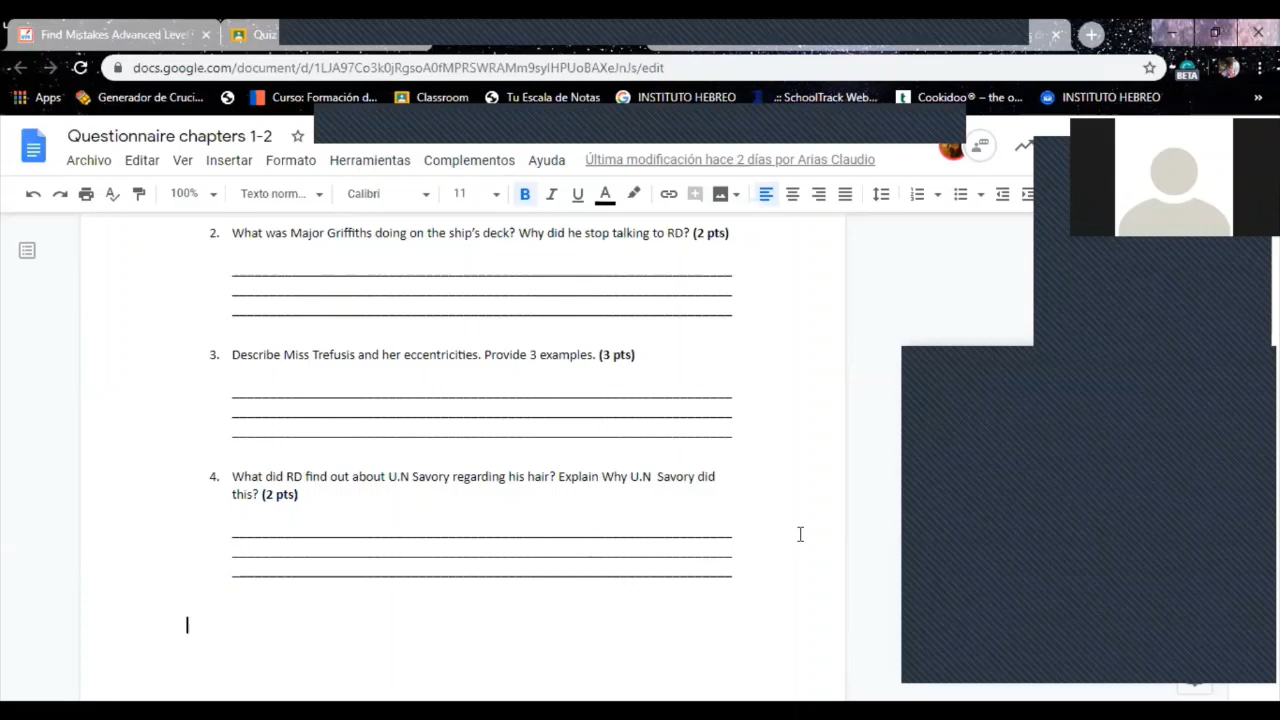 Find Mistakes Advanced Level
Quiz
docs.google.com/document/d/1LJA97Co3k0jRgsoA0fMPRSWRAMm9syIHPUoBAXeJnJs/edit
BETA
Apps
Generador de Cruci...
Curso: Formación d...
Classroom
Tu Escala de Notas
INSTITUTO HEBREO
.:: SchoolTrack Web...
Cookidoo® – the o...
INSTITUTO HEBREO
»
Questionnaire chapters 1-2
Archivo Editar Ver Insertar Formato Herramientas Complementos Ayuda Última modificación hace 2 días por Arias Claudio
100% Texto norm... Calibri 11 B I U A
2. What was Major Griffiths doing on the ship's deck? Why did he stop talking to RD? (2 pts)
3. Describe Miss Trefusis and her eccentricities. Provide 3 examples. (3 pts)
4. What did RD find out about U.N Savory regarding his hair? Explain Why U.N Savory did
this? (2 pts)